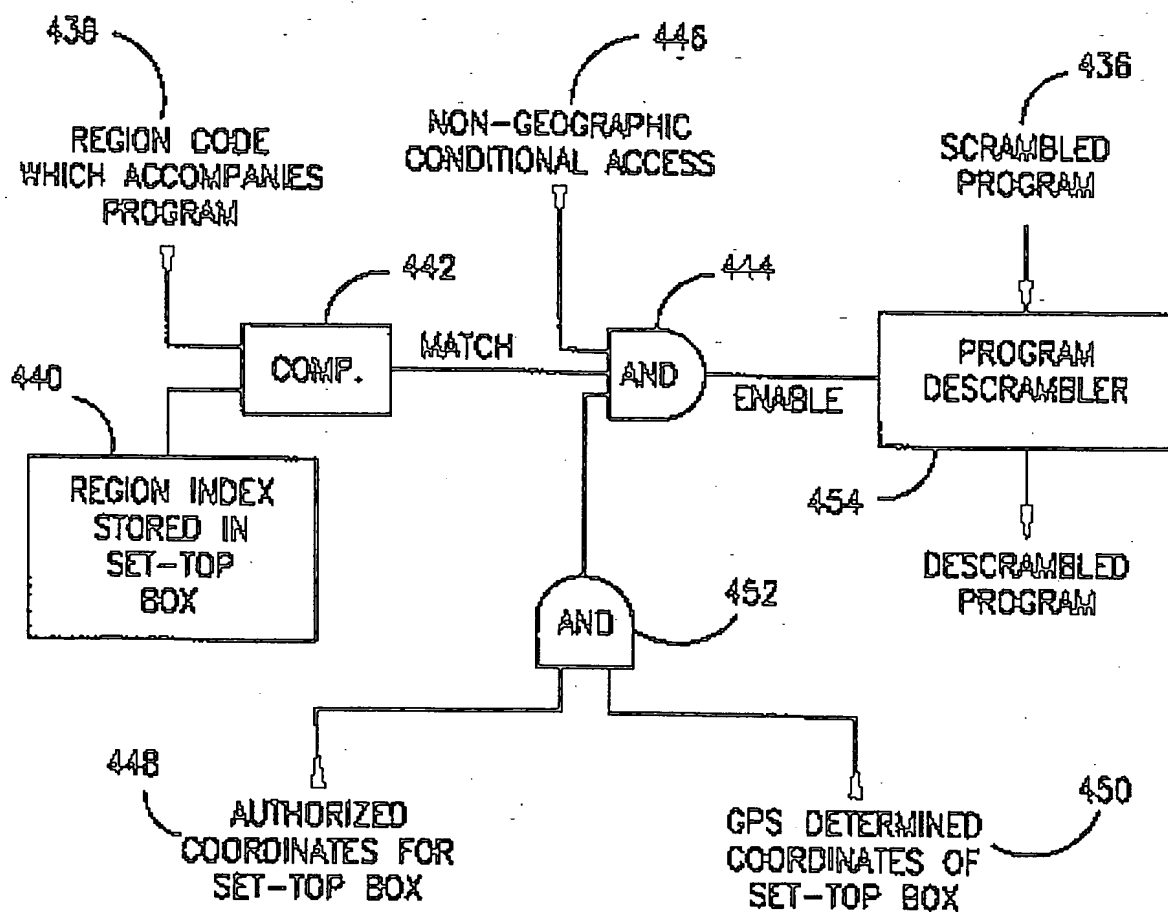 438
REGION CODE
WHICH ACCOMPANIES
PROGRAM
446
NON-GEOGRAPHIC
CONDITIONAL ACCESS
436
SCRAMBLED
PROGRAM
442
COMP.
MATCH
444
AND
ENABLE
PROGRAM
DESCRAMBLER
454
440
REGION INDEX
STORED IN
SET-TOP
BOX
DESCRAMBLED
PROGRAM
AND
452
448
AUTHORIZED
COORDINATES FOR
SET-TOP BOX
GPS DETERMINED
COORDINATES OF
SET-TOP BOX
450